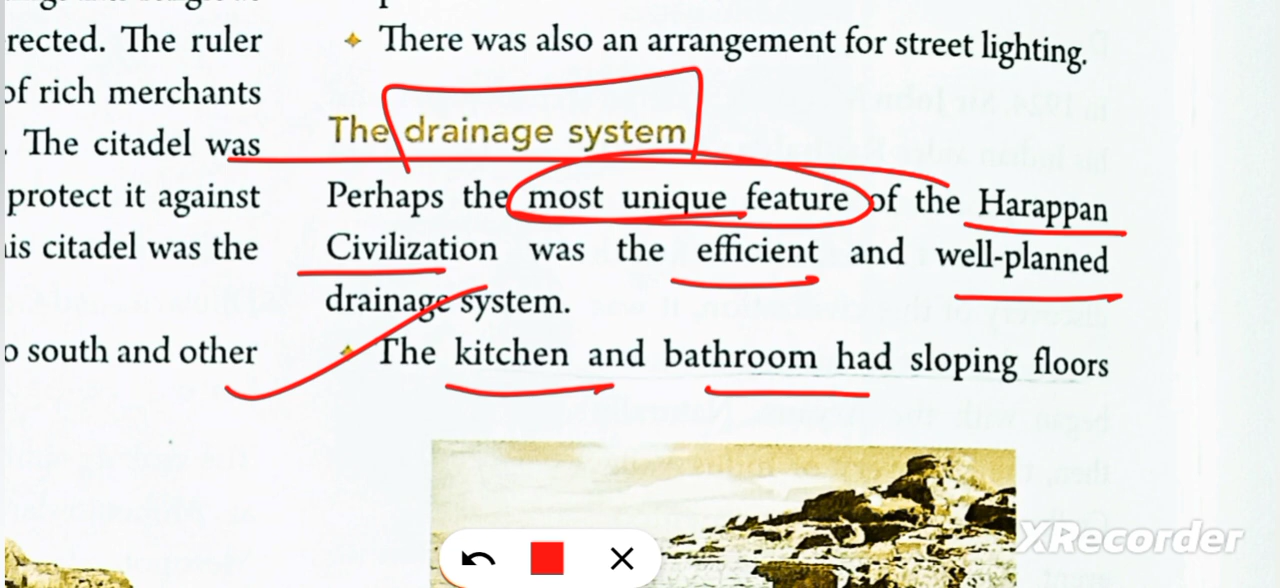 rected. The ruler
of rich merchants
. The citadel was
protect it against
is citadel was the
o south and other
There was also an arrangement for street lighting.
The drainage system
Perhaps the most unique feature of the Harappan
Civilization was the efficient and well-planned
drainage system.
The kitchen and bathroom had sloping floors
XRecorder